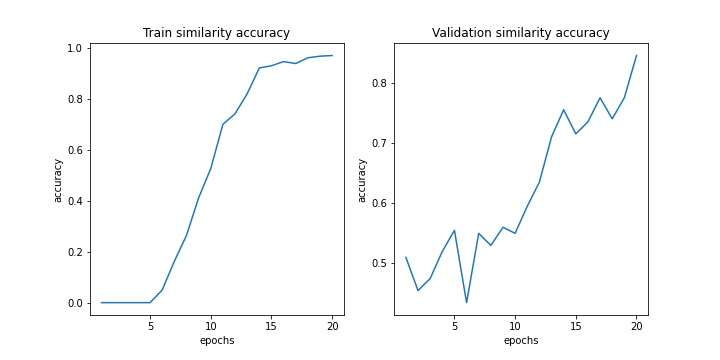 Train similarity accuracy
1.0
0.8
0.6
0.4
0.2
0.0
accuracy
5 10 15 20
epochs
Validation similarity accuracy
0.8
0.7
0.6
0.5
accuracy
5 10 15 20
epochs